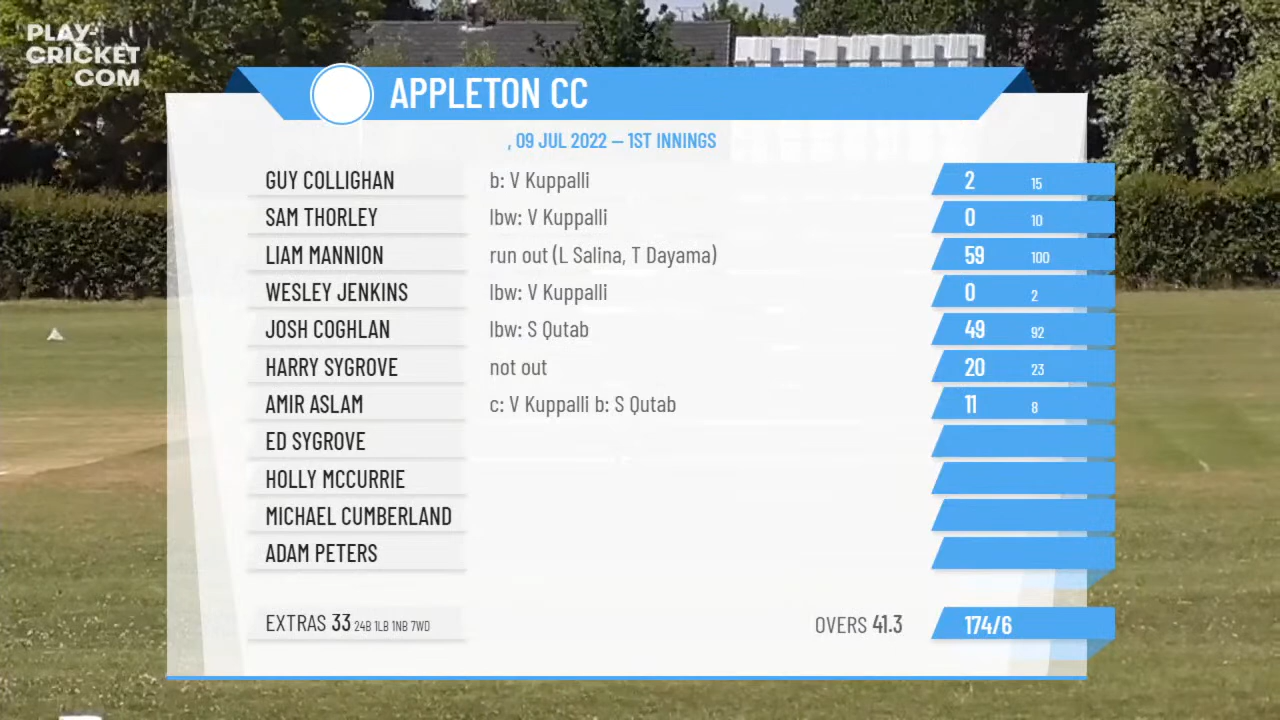 PLAY-
CRICKET
COM
APPLETON CC
, 09 JUL 2022 – 1ST INNINGS
GUY COLLIGHAN b: V Kuppalli 2 15
SAM THORLEY lbw: V Kuppalli 0 10
LIAM MANNION run out (L Salina, T Dayama) 59 100
WESLEY JENKINS lbw: V Kuppalli 0 2
JOSH COGHLAN lbw: S Qutab 49 92
HARRY SYGROVE not out 20 23
AMIR ASLAM c: V Kuppalli b: S Qutab 11 8
ED SYGROVE
HOLLY MCCURRIE
MICHAEL CUMBERLAND
ADAM PETERS
EXTRAS 33 24B 1LB 1NB 7WD OVERS 41.3 174/6